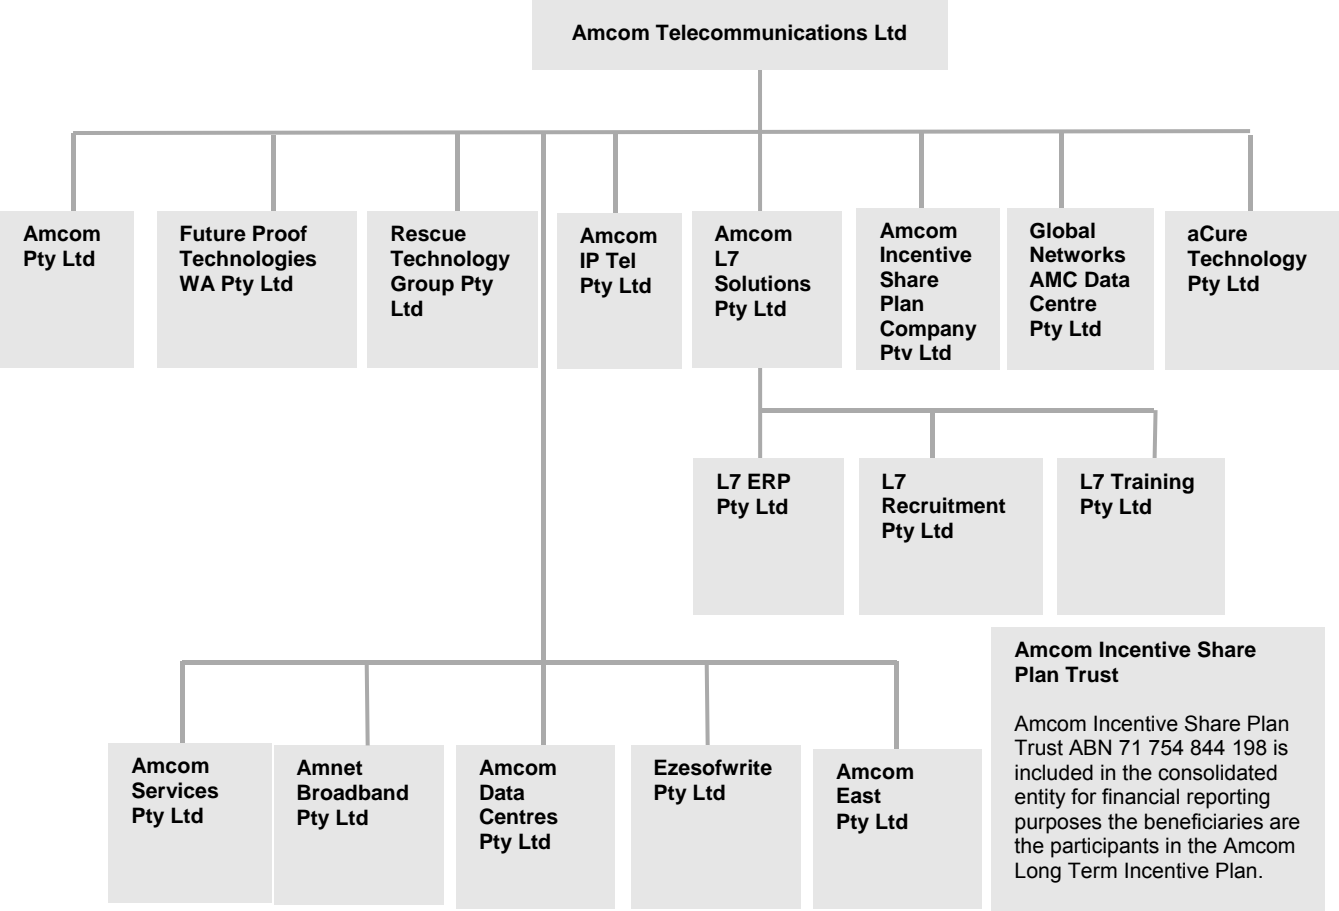 Amcom Telecommunications Ltd
Amcom
Pty Ltd
Future Proof
Technologies
WA Pty Ltd
Rescue
Technology
Group Pty
Ltd
Amcom
IP Tel
Pty Ltd
Amcom
L7
Solutions
Pty Ltd
Amcom
Incentive
Share
Plan
Company
Pty Ltd
Global
Networks
AMC Data
Centre
Pty Ltd
aCure
Technology
Pty Ltd
L7 ERP
Pty Ltd
L7
Recruitment
Pty Ltd
L7 Training
Pty Ltd
Amcom Services
Pty Ltd
Amnet
Broadband
Pty Ltd
Amcom
Data
Centres
Pty Ltd
Ezesofwrite
Pty Ltd
Amcom
East
Pty Ltd
Amcom Incentive Share
Plan Trust
Amcom Incentive Share Plan
Trust ABN 71 754 844 198 is
included in the consolidated
entity for financial reporting
purposes the beneficiaries are
the participants in the Amcom
Long Term Incentive Plan.